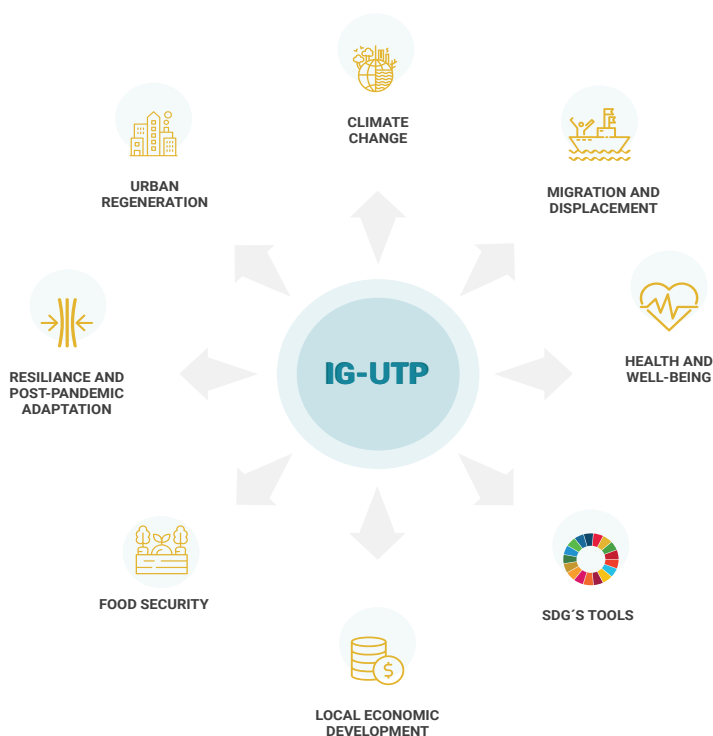 CLIMATE
CHANGE
URBAN
REGENERATION
MIGRATION AND
DISPLACEMENT
IG-UTP
HEALTH AND
WELL-BEING
RESILIANCE AND
POST-PANDEMIC
ADAPTATION
FOOD SECURITY
SDG´S TOOLS
$
LOCAL ECONOMIC
DEVELOPMENT